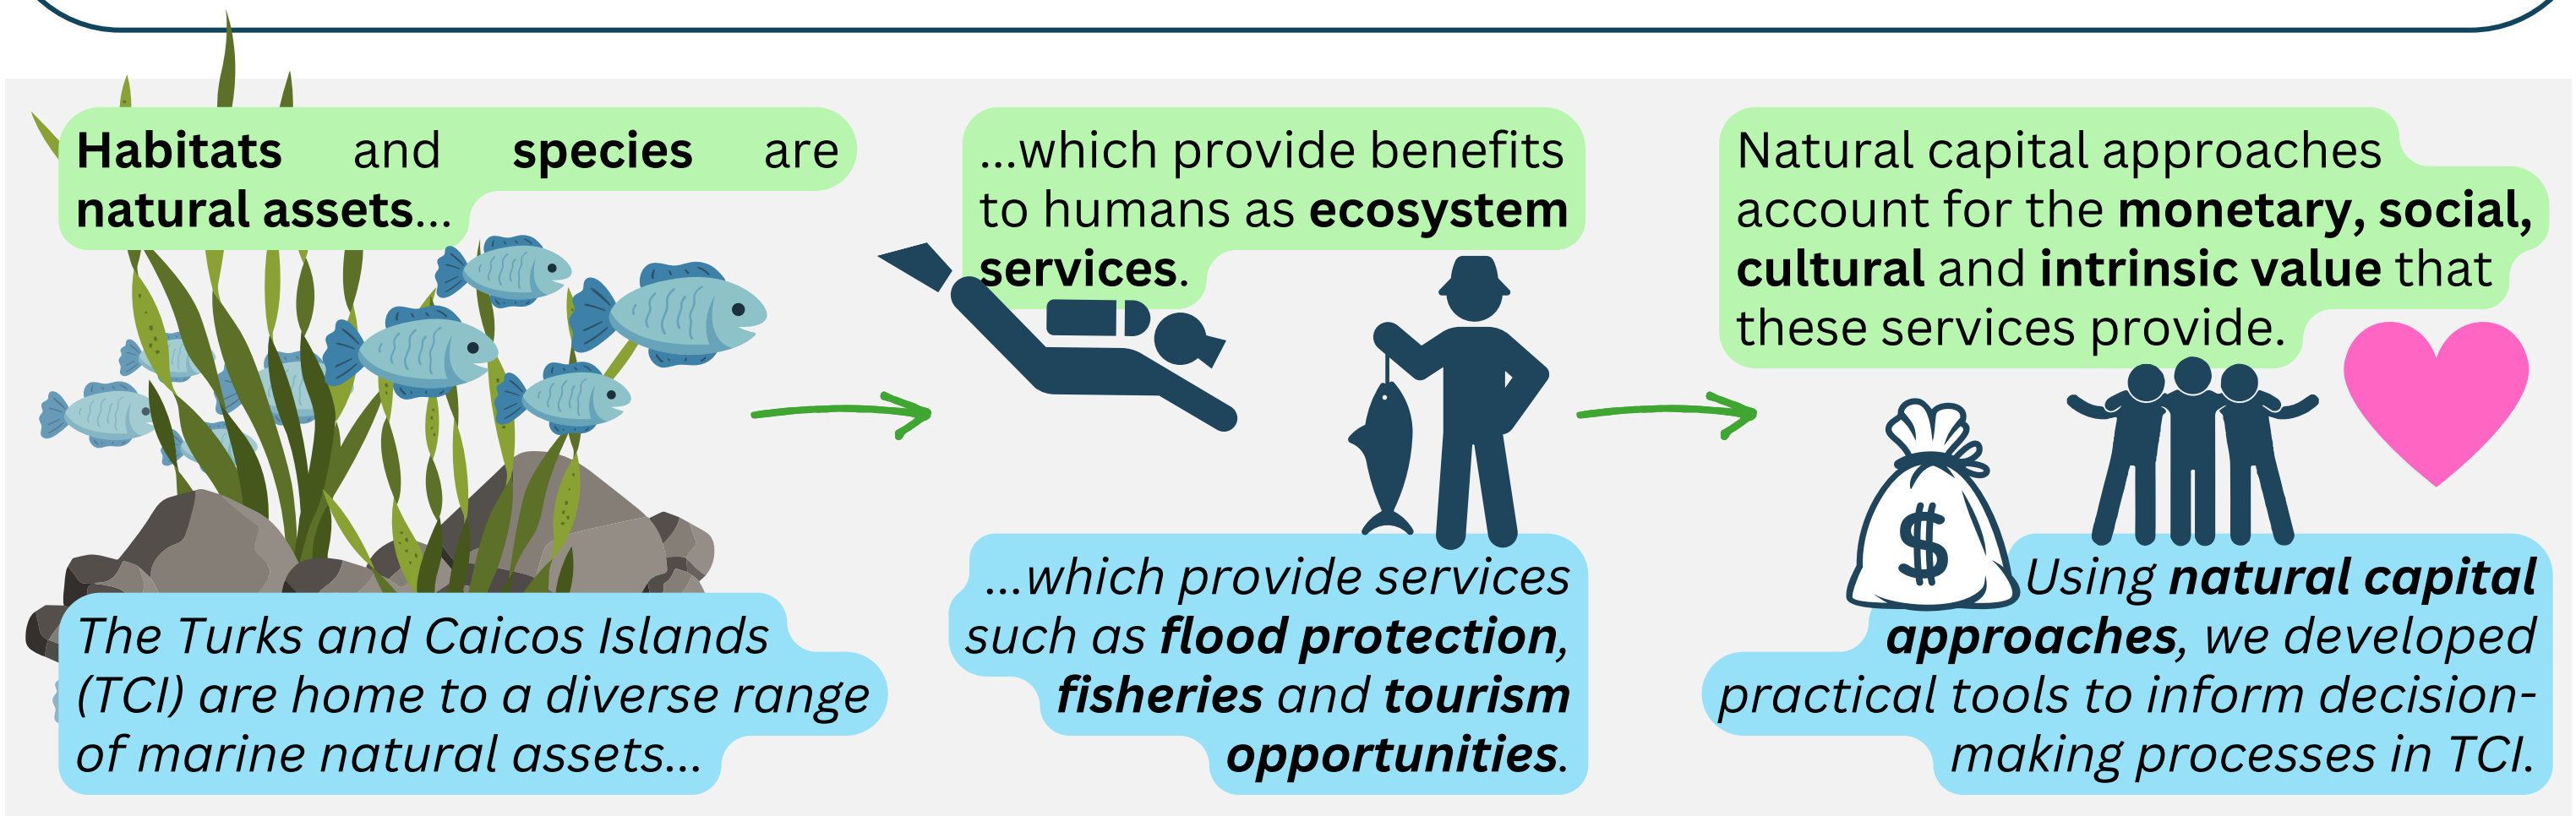 Habitats and species are
natural assets...
The Turks and Caicos Islands
(TCI) are home to a diverse range
of marine natural assets...
...which provide benefits
to humans as ecosystem
services.
...which provide services
such as flood protection,
fisheries and tourism
opportunities.
Natural capital approaches
account for the monetary, social,
cultural and intrinsic value that
these services provide.
$
Using natural capital
approaches, we developed
practical tools to inform decision-
making processes in TCI.